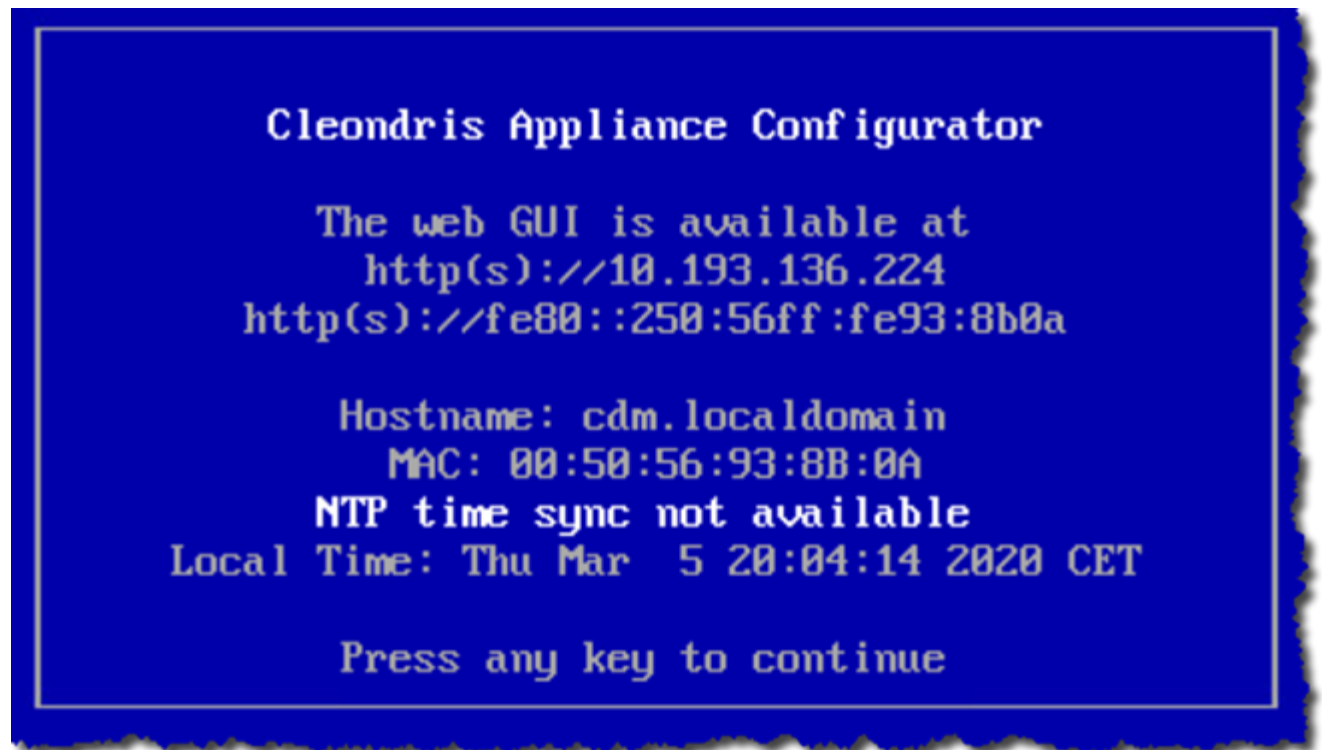 Cleondris Appliance Configurator
The web GUI is available at
http(s)://10.193.136.224
http(s)://fe80::250:56ff:fe93:8b0a
Hostname: cdm.localdomain
MAC: 00:50:56:93:8B:0A
NTP time sync not available
Local Time: Thu Mar  5 20:04:14 2020 CET
Press any key to continue